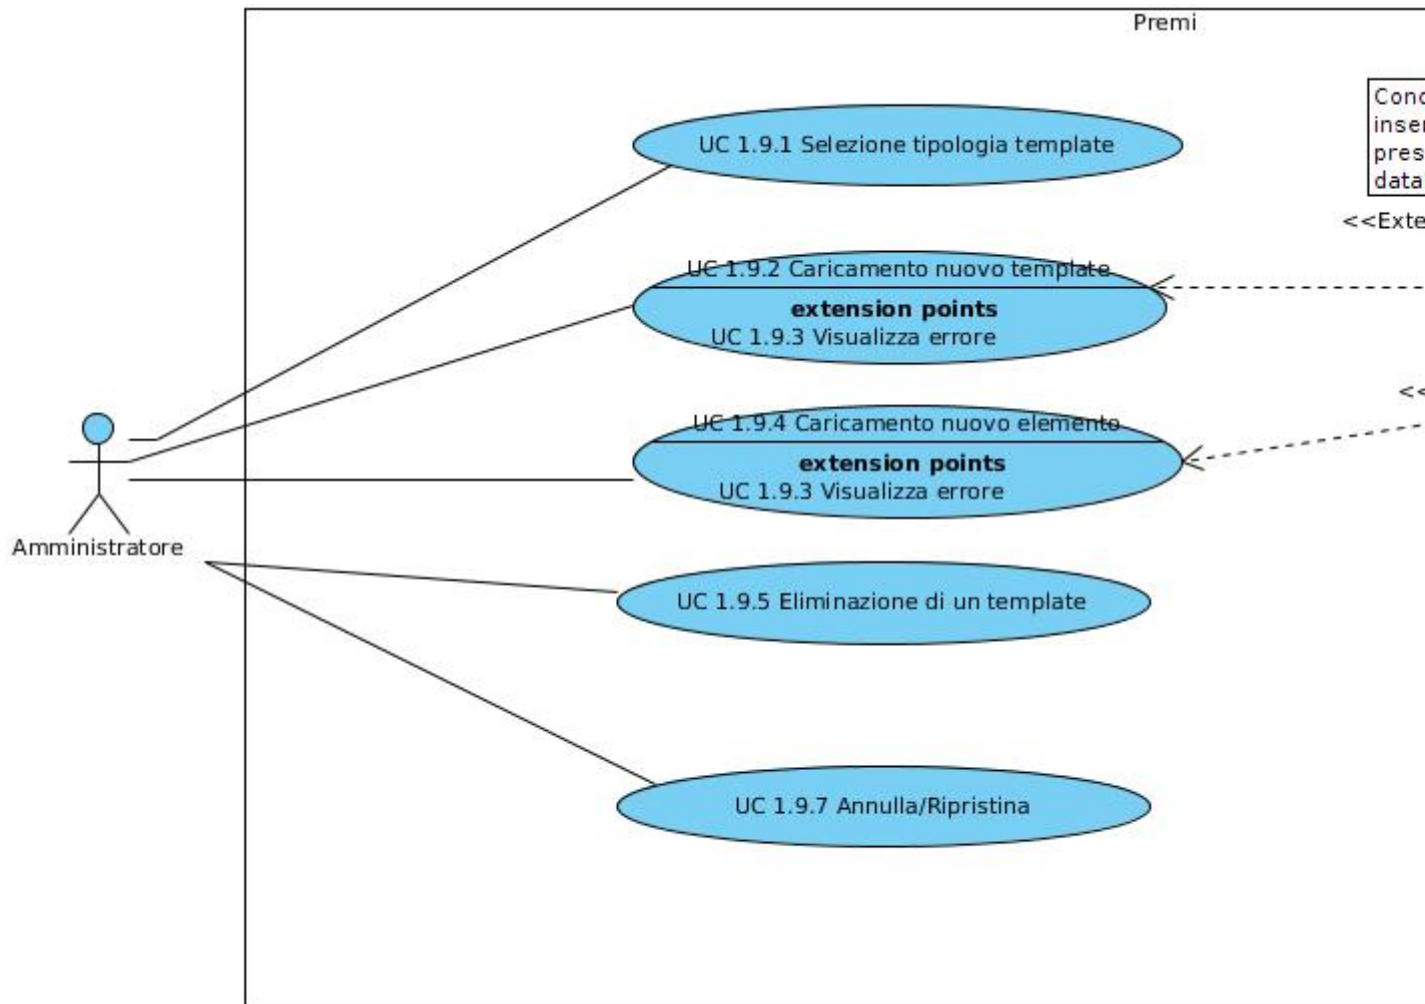 Premi
UC 1.9.1 Selezione tipologia template
<<Exte
UC 1.9.2 Caricamento nuovo template
extension points
UC 1.9.3 Visualizza errore
<<
UC 1.9.4 Caricamento nuovo elemento
extension points
UC 1.9.3 Visualizza errore
Amministratore
UC 1.9.5 Eliminazione di un template
UC 1.9.7 Annulla/Ripristina